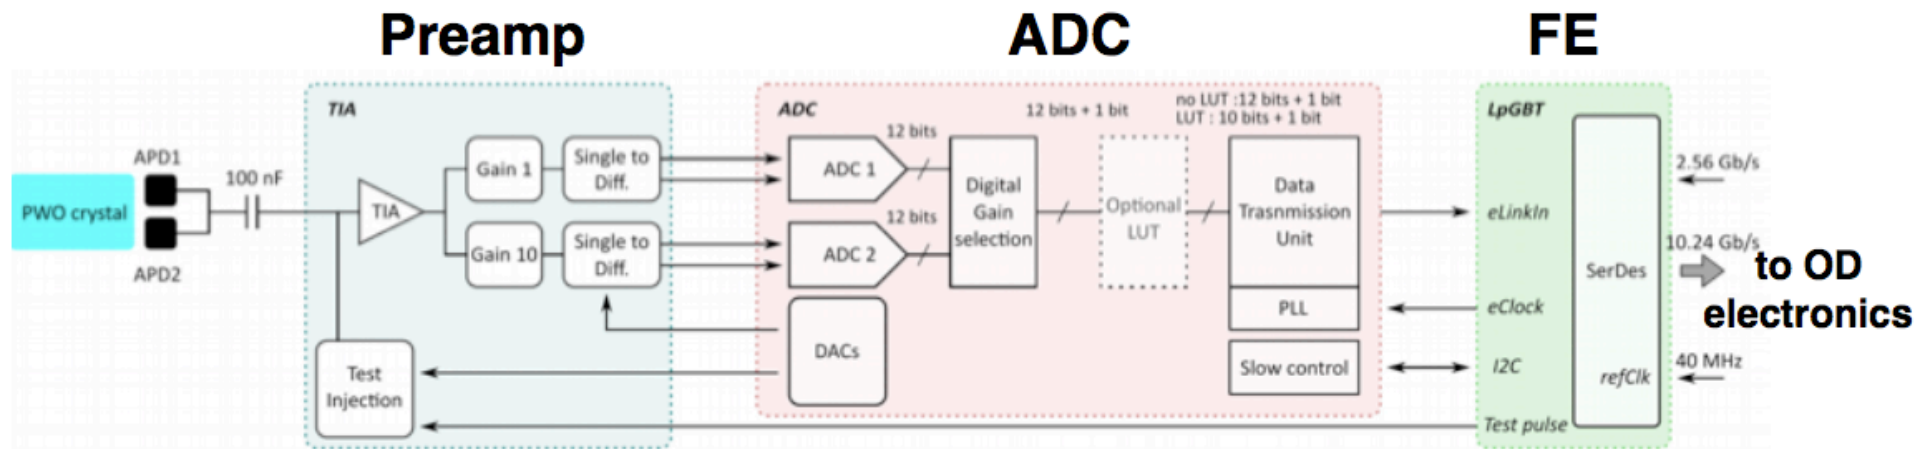 Preamp
ADC
FE
TIA
ADC
12 bits + 1 bit
no LUT :12 bits + 1 bit
LUT : 10 bits + 1 bit
LpGBT
APD1
PWO crystal
APD2
100 nF
TIA
Gain 1
Single to
Diff.
Gain 10
Single to
Diff.
Test
Injection
12 bits
ADC 1
12 bits
ADC 2
DACs
Digital
Gain
selection
Optional
LUT
Data
Trasnmission
Unit
PLL
Slow control
eLinkIn
eClock
I2C
Test pulse
SerDes
refClk
2.56 Gb/s
10.24 Gb/s
to OD
electronics
40 MHz